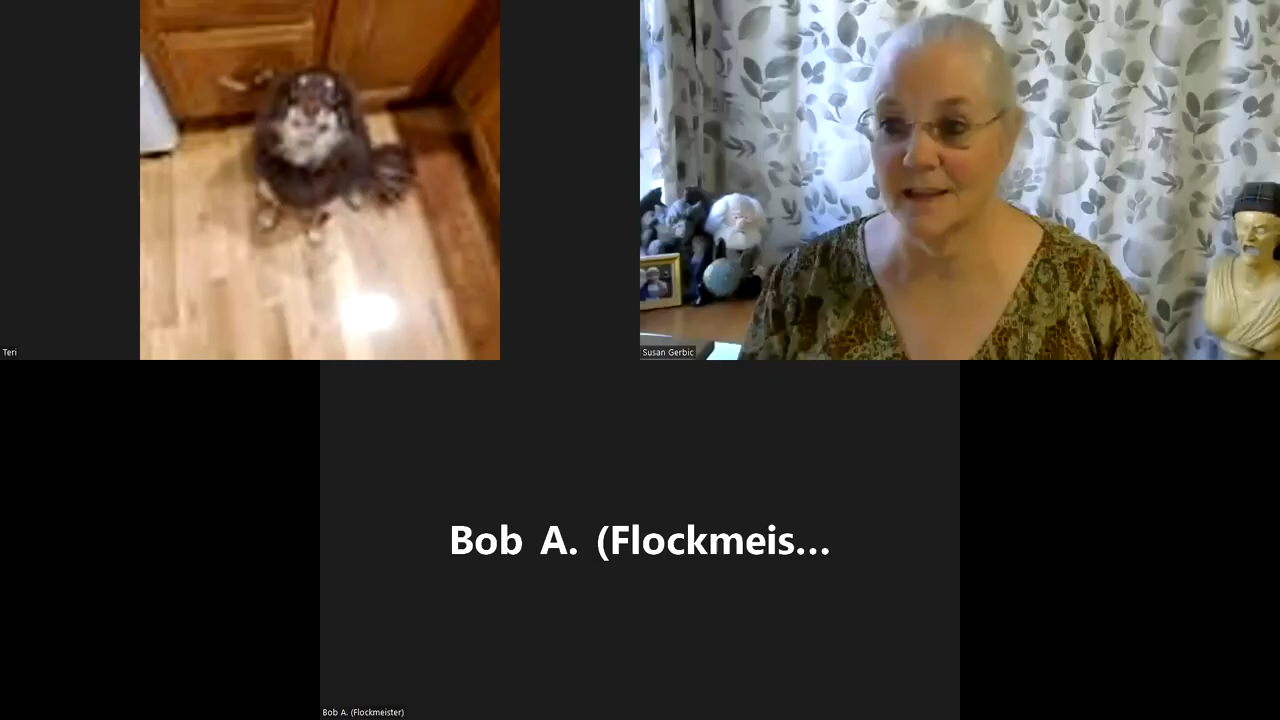 Teri
Susan Gerbic
Bob A. (Flockmeis...
Bob A. (Flockmeister)